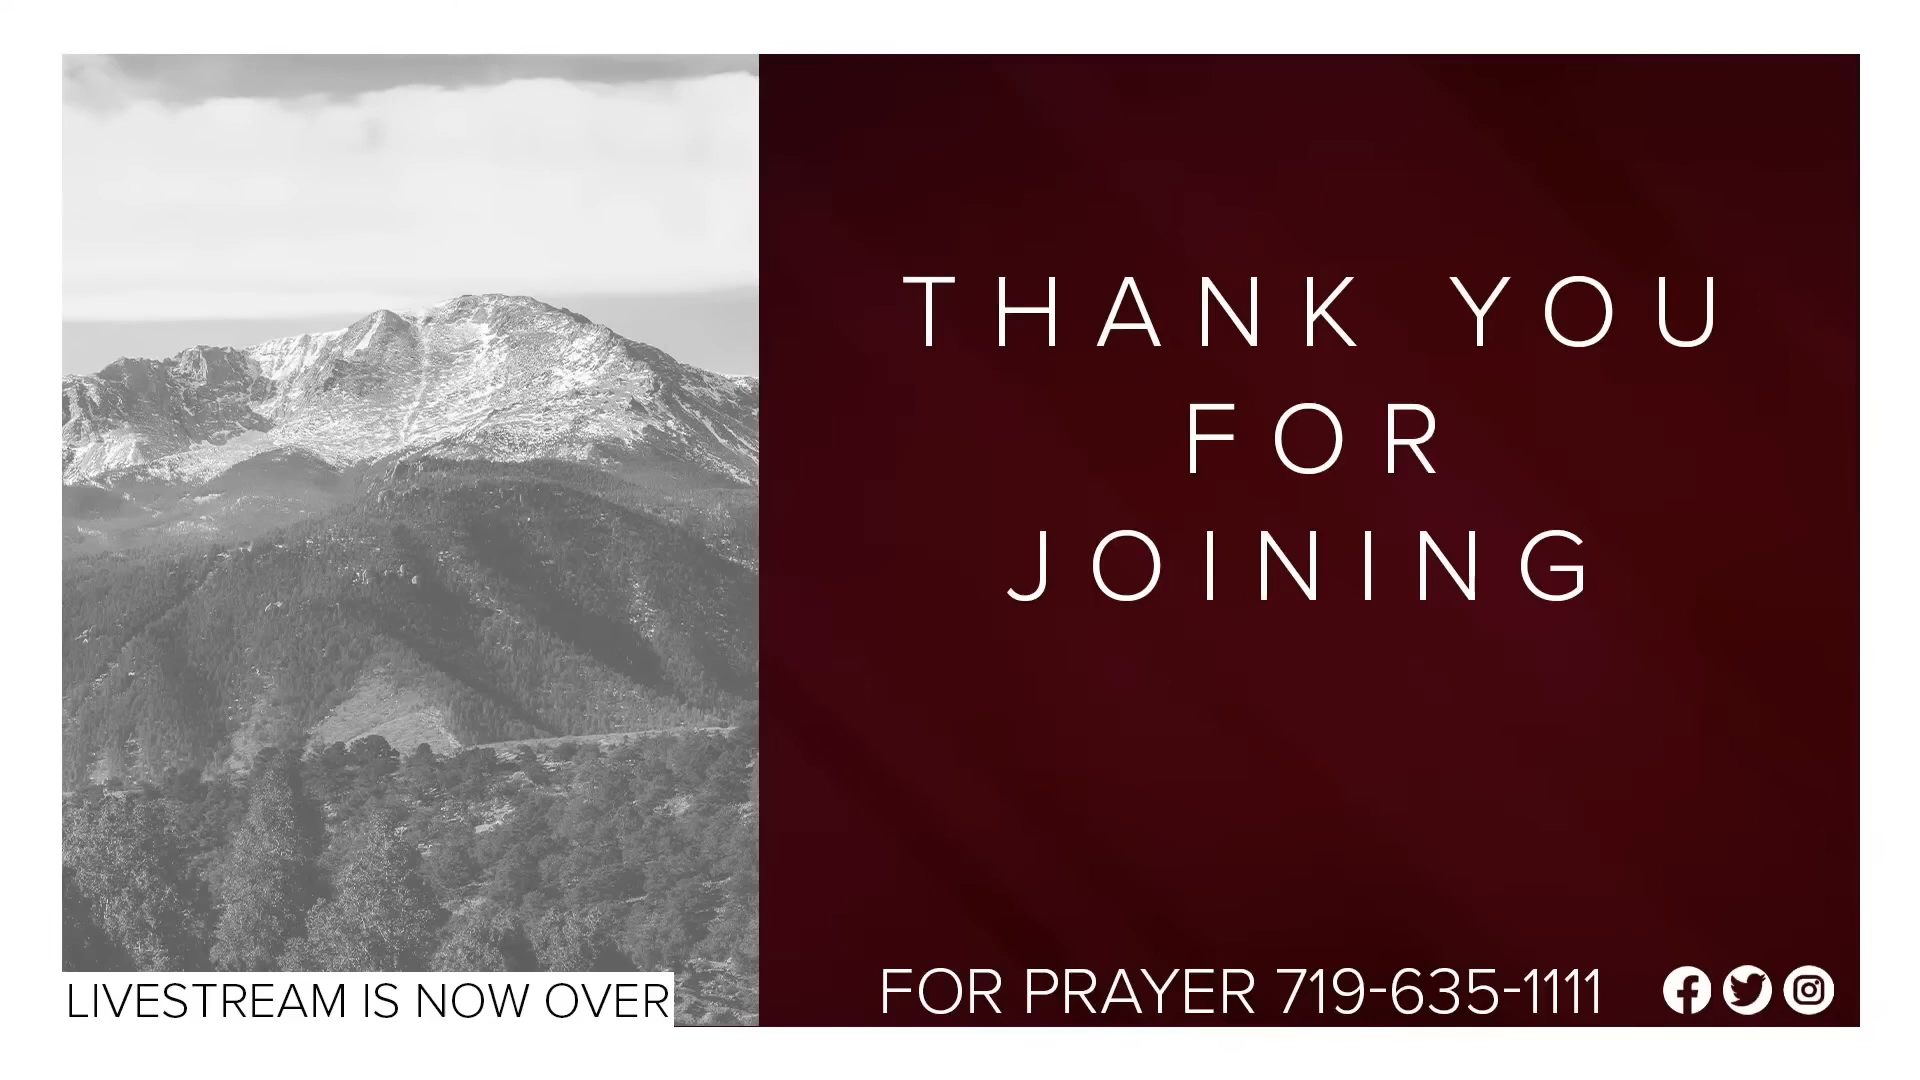 THANK YOU
FOR
JOINING
LIVESTREAM IS NOW OVER
FOR PRAYER 719-635-1111